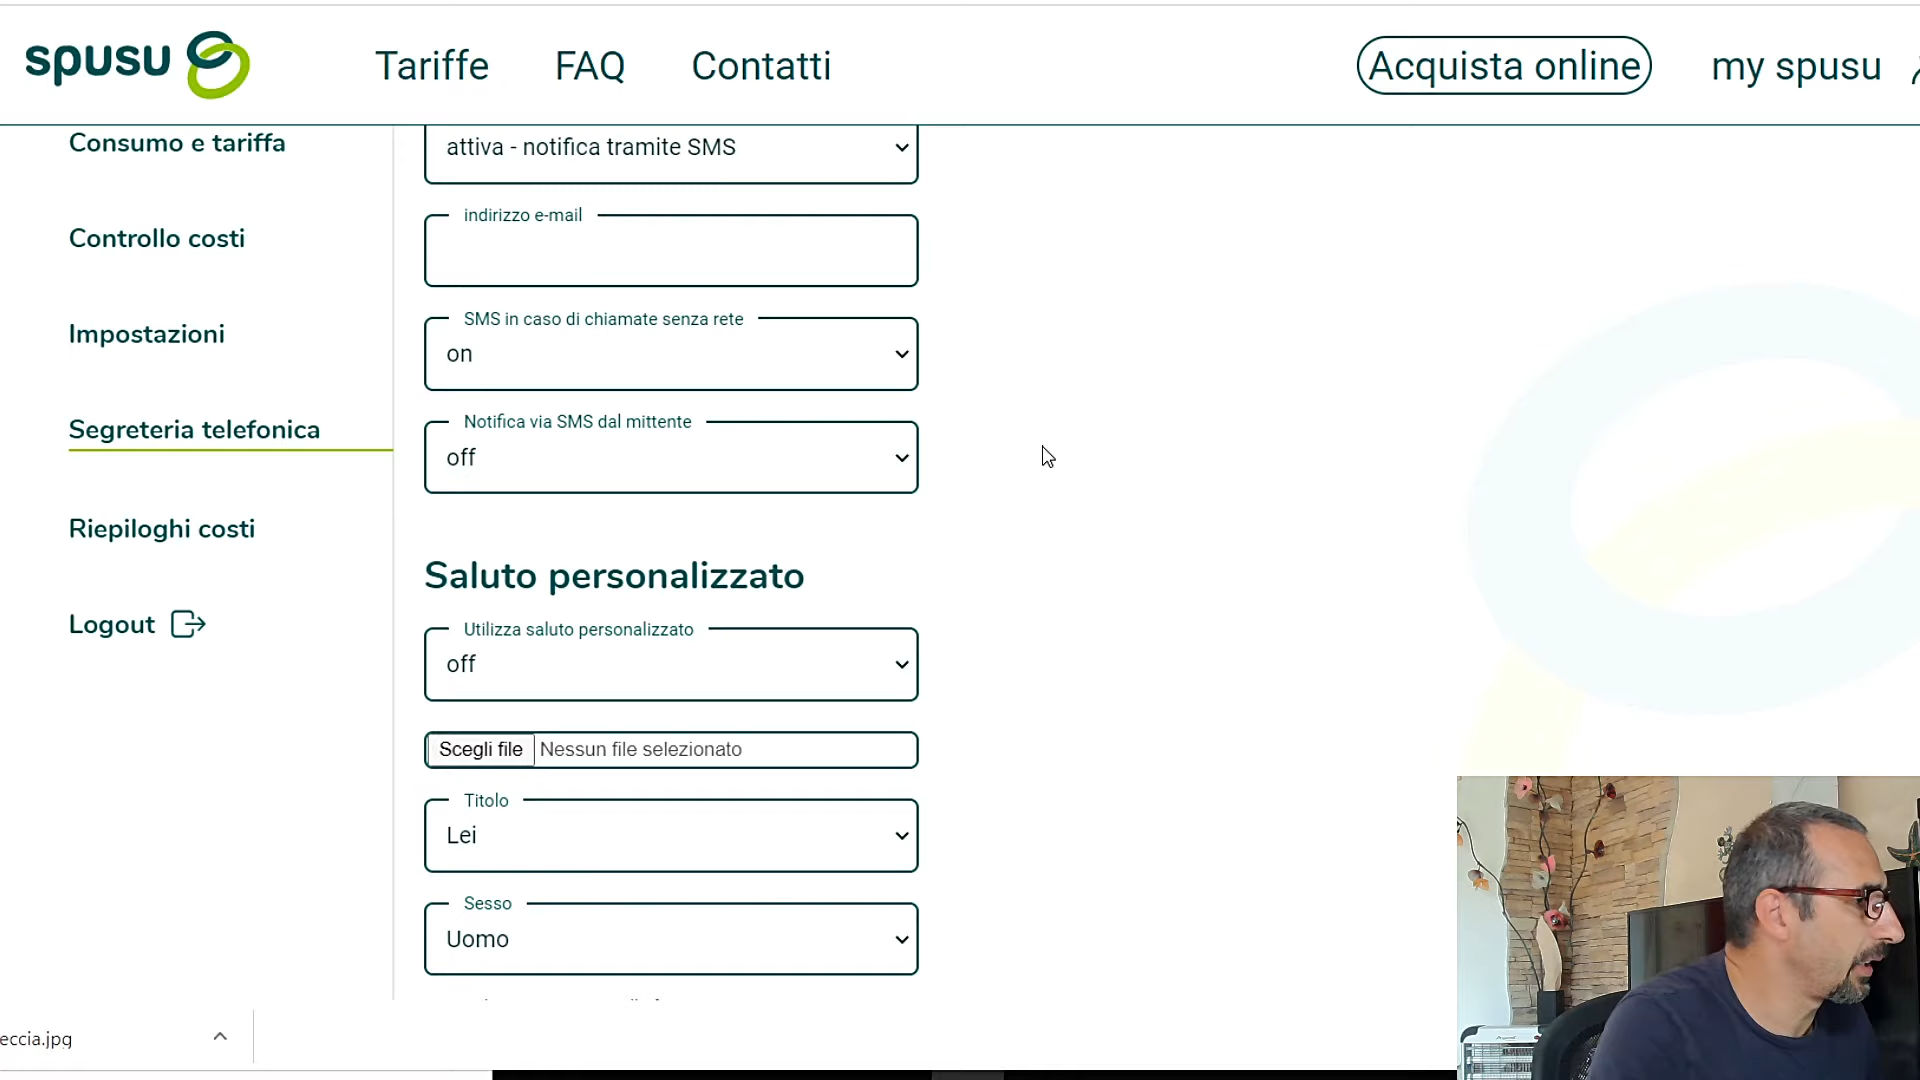 spusu
Tariffe
FAQ
Contatti
Acquista online
my spusu
Consumo e tariffa
Controllo costi
Impostazioni
Segreteria telefonica
Riepiloghi costi
Logout
attiva - notifica tramite SMS
indirizzo e-mail
SMS in caso di chiamate senza rete
on
Notifica via SMS dal mittente
off
Saluto personalizzato
Utilizza saluto personalizzato
off
Scegli file Nessun file selezionato
Titolo
Lei
Sesso
Uomo
eccia.jpg